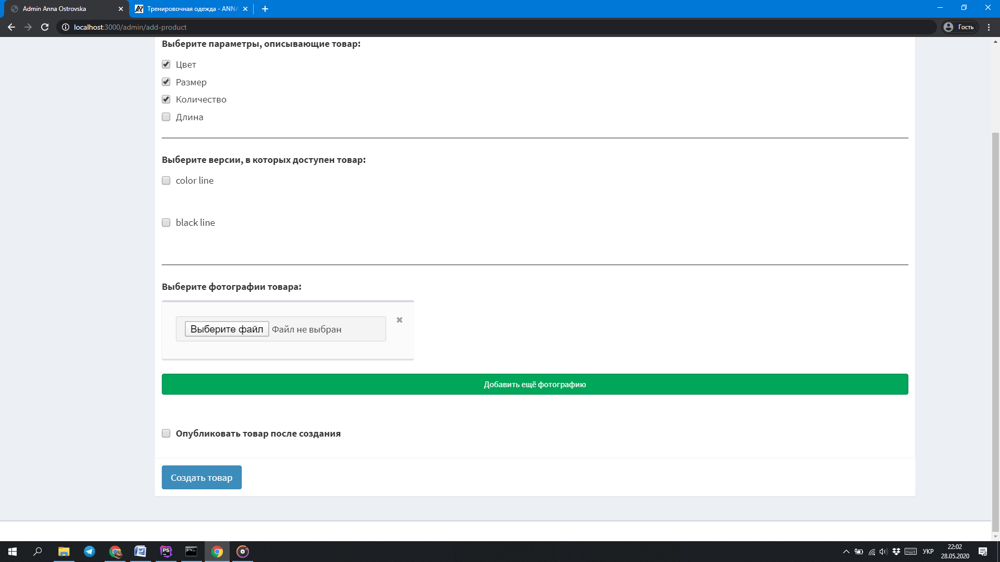 Admin Anna Ostrovska
Тренировочная одежда - ANNA
localhost:3000/admin/add-product
Гость
Выберите параметры, описывающие товар:
Цвет
Размер
Количество
Длина
Выберите версии, в которых доступен товар:
color line
black line
Выберите фотографии товара:
Выберите файл Файл не выбран
Добавить ещё фотографию
Опубликовать товар после создания
Создать товар
УКР
22:02
28.05.2020